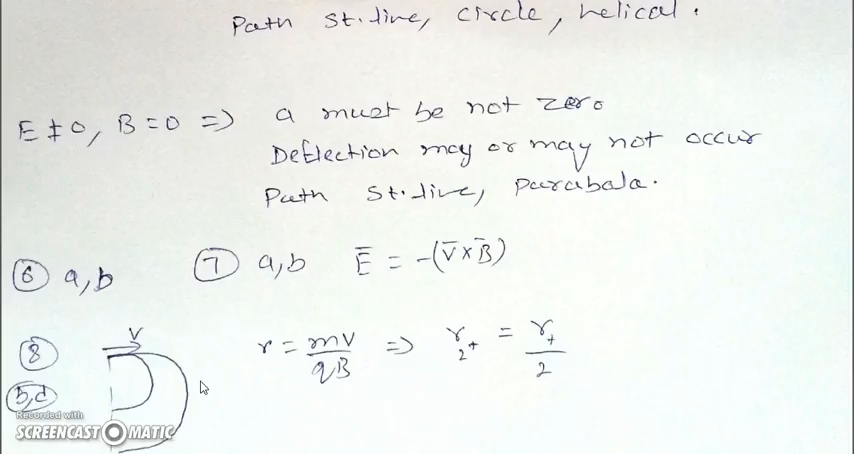 Path st. line, circle, helical.
E ≠ 0, B = 0 => a must be not zero
Deflection may or may not occur
Path st. line, parabala.
⑥ a,b ⑦ a,b Ē = -(V̄ × B̄)
⑧ V r = mv/qB => r₂₊ = r₊/2
b,d
Recorded with
SCREENCAST-O-MATIC